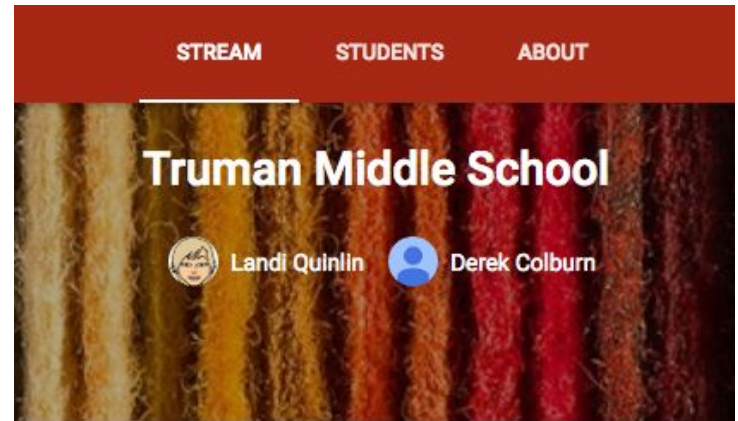 STREAM STUDENTS ABOUT
Truman Middle School
Landi Quinlin Derek Colburn